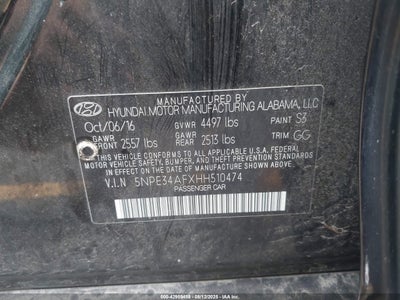 MANUFACTURED BY
HYUNDAI MOTOR MANUFACTURING ALABAMA, LLC
Oct/06/16 GVWR 4497 lbs PAINT S3
GAWR FRONT 2557 lbs GAWR REAR 2513 lbs TRIM GG
THIS VEHICLE CONFORMS TO ALL APPLICABLE U.S.A. FEDERAL
MOTOR VEHICLE SAFETY, BUMPER, AND THEFT PREVENTION STANDARDS
IN EFFECT ON THE DATE OF MANUFACTURE SHOWN ABOVE.
V.I.N 5NPE34AFXHH510474
PASSENGER CAR